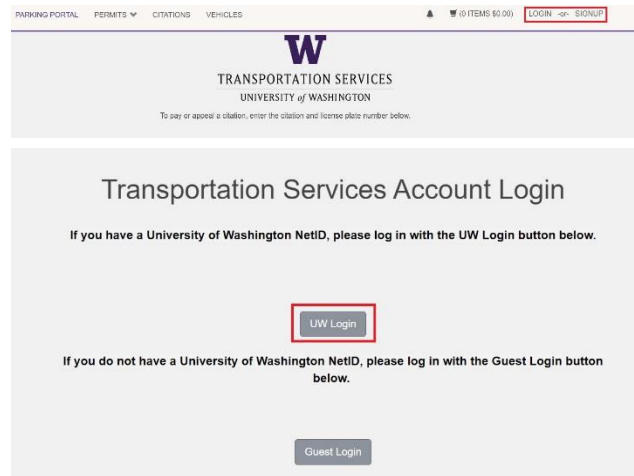 PARKING PORTAL PERMITS CITATIONS VEHICLES (0 ITEMS $0.00) LOGIN -or- SIGNUP
W
TRANSPORTATION SERVICES
UNIVERSITY of WASHINGTON
To pay or appeal a citation, enter the citation and license plate number below.
Transportation Services Account Login
If you have a University of Washington NetID, please log in with the UW Login button below.
UW Login
If you do not have a University of Washington NetID, please log in with the Guest Login button
below.
Guest Login